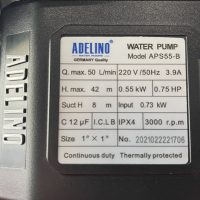 ADELINO
ADELINO
GERMANY Quality
WATER PUMP
Model APS55-B
Q. max. 50 L/min 220 V /50Hz 3.9A
H. max. 42 m 0.55 kW 0.75 HP
Suct H 8 m Input 0.73 kW
C 12 µF I.C.L B IPX4 3000 r.p.m
Size 1" × 1" No: 2021022221706
Continuous duty Thermally protected